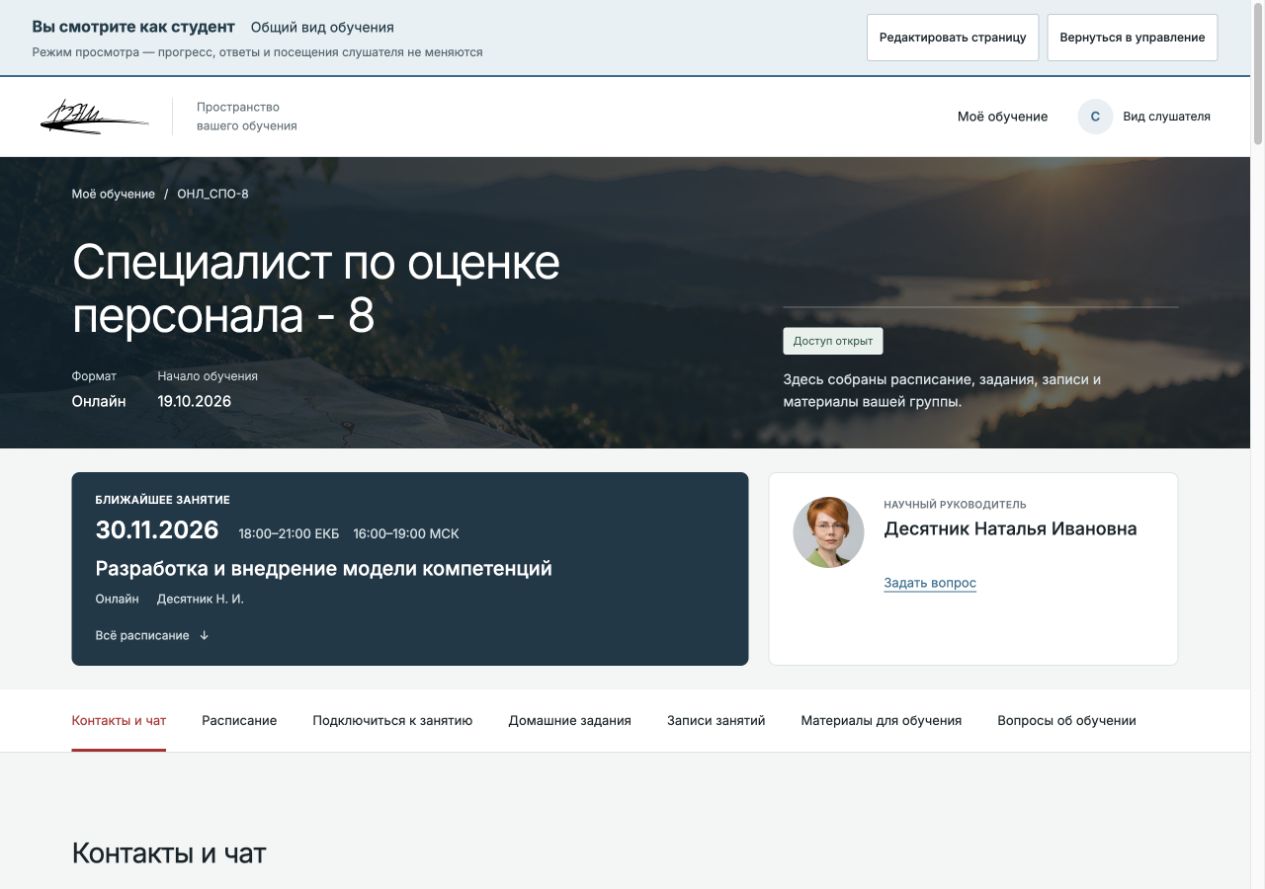 Вы смотрите как студент Общий вид обучения
Режим просмотра — прогресс, ответы и посещения слушателя не меняются
Редактировать страницу
Вернуться в управление
Пространство
вашего обучения
Моё обучение
С
Вид слушателя
Моё обучение / ОНЛ_СПО-8
Специалист по оценке
персонала - 8
Формат
Онлайн
Начало обучения
19.10.2026
Доступ открыт
Здесь собраны расписание, задания, записи и
материалы вашей группы.
БЛИЖАЙШЕЕ ЗАНЯТИЕ
30.11.2026 18:00–21:00 ЕКБ 16:00–19:00 МСК
Разработка и внедрение модели компетенций
Онлайн Десятник Н. И.
Всё расписание ↓
НАУЧНЫЙ РУКОВОДИТЕЛЬ
Десятник Наталья Ивановна
Задать вопрос
Контакты и чат
Расписание
Подключиться к занятию
Домашние задания
Записи занятий
Материалы для обучения
Вопросы об обучении
Контакты и чат